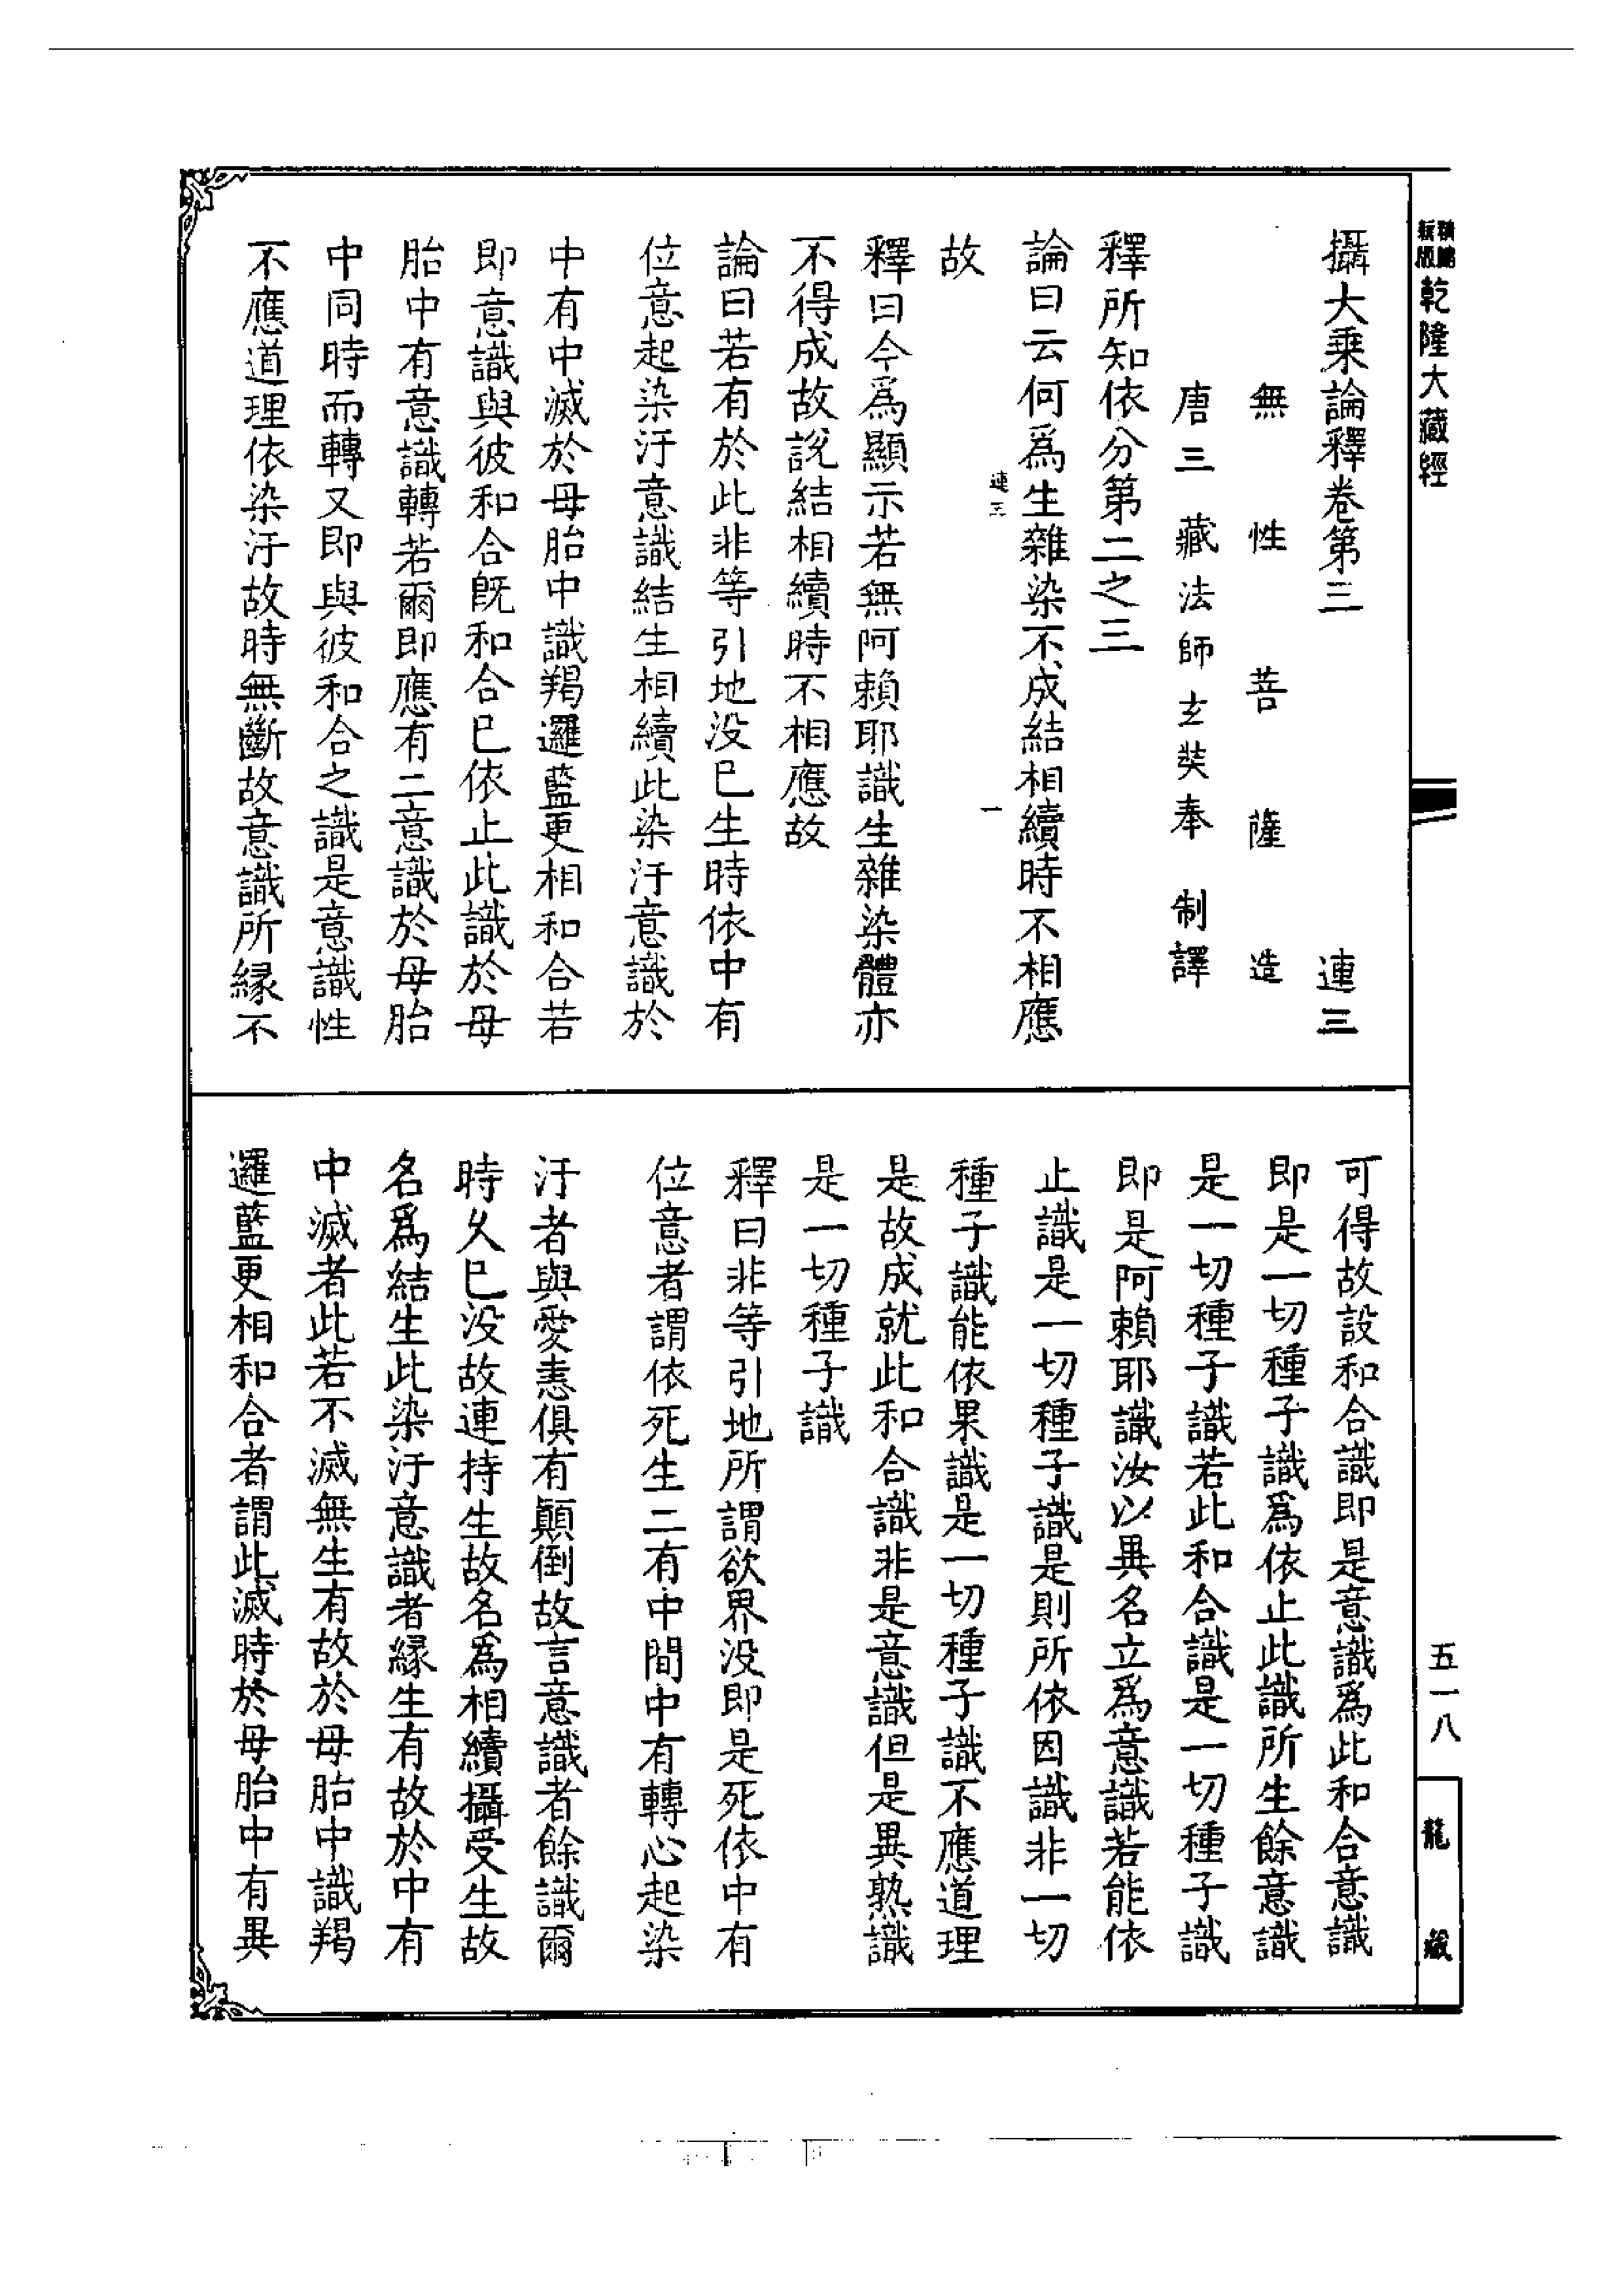 精編
新版
乾隆大藏經
攝大乗論釋卷第三　連三
無性菩薩造
唐三藏法師玄奘奉　制譯
釋所知依分第二之三
論曰云何爲生雜染不成結相續時不相應
連三　一
故
釋曰今爲顯示若無阿賴耶識生雜染體亦
不得成故説結相續時不相應故
論曰若有於此非等引地没已生時依中有
位意起染汙意識結生相續此染汙意識於
中有中滅於母胎中識羯邏藍更相和合若
即意識與彼和合旣和合已依止此識於母
胎中有意識轉若爾即應有二意識於母胎
中同時而轉又即與彼和合之識是意識性
不應道理依染汙故時無斷故意識所緣不
可得故設和合識即是意識爲此和合意識
即是一切種子識爲依止此識所生餘意識
是一切種子識若此和合識是一切種子識
即是阿賴耶識汝以異名立爲意識若能依
止識是一切種子識是則所依因識非一切
種子識能依果識是一切種子識不應道理
是故成就此和合識非是意識但是異熟識
是一切種子識
釋曰非等引地所謂欲界没即是死依中有
位意者謂依死生二有中間中有轉心起染
汙者與愛恚俱有顚倒故言意識者餘識爾
時久已没故連持生故名爲相續攝受生故
名爲結生此染汙意識者緣生有故於中有
中滅者此若不滅無生有故於母胎中識羯
邏藍更相和合者謂此滅時於母胎中有異
五一八
龍藏